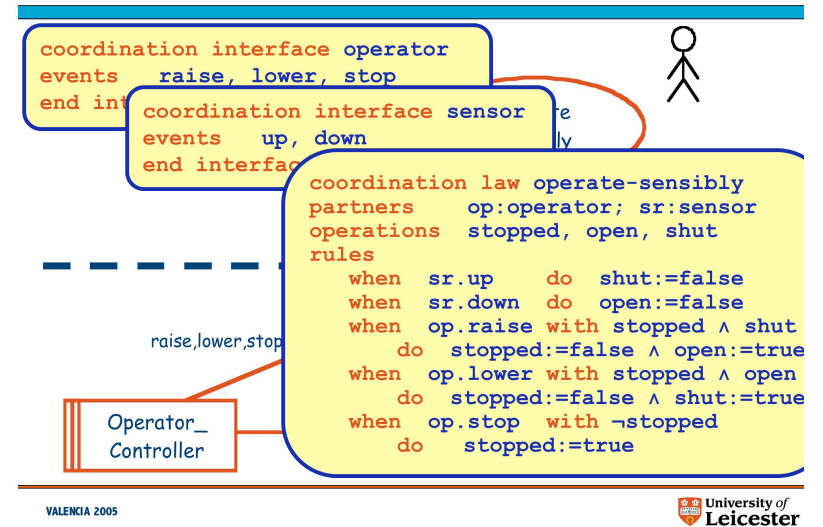 coordination interface operator
events raise, lower, stop
end int
coordination interface sensor
events up, down
end interfac
re
ly
coordination law operate-sensibly
partners op:operator; sr:sensor
operations stopped, open, shut
rules
when sr.up do shut:=false
when sr.down do open:=false
when op.raise with stopped ∧ shut
do stopped:=false ∧ open:=true
when op.lower with stopped ∧ open
do stopped:=false ∧ shut:=true
when op.stop with ¬stopped
do stopped:=true
raise,lower,stop
Operator_
Controller
VALENCIA 2005
University of
Leicester